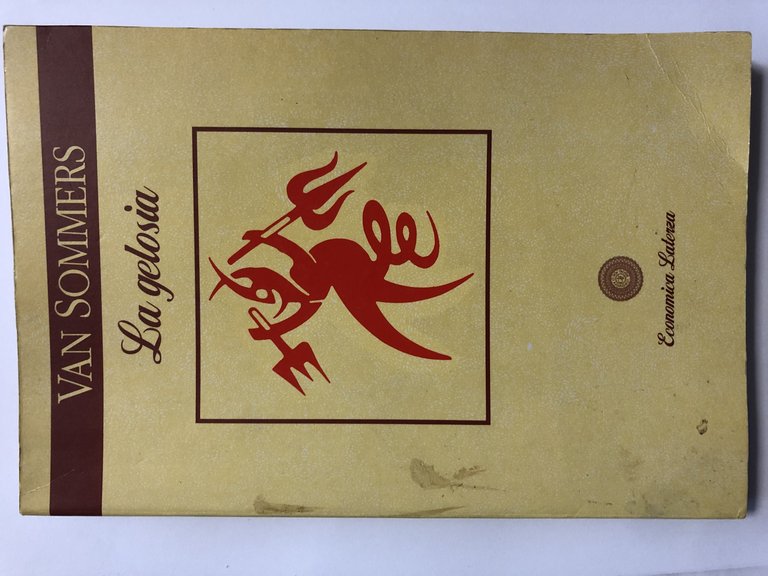 VAN SOMMERS
La gelosia
Economica Laterza